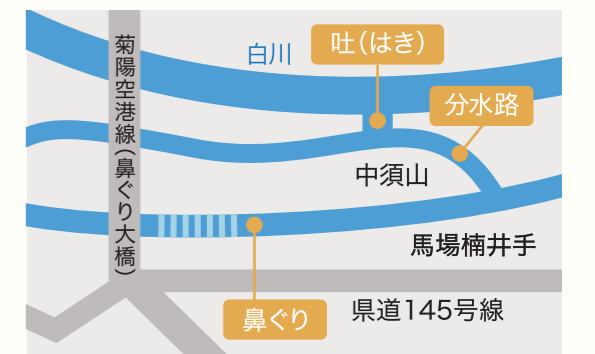 菊陽空港線(鼻ぐり大橋)
白川
吐(はき)
分水路
中須山
馬場楠井手
鼻ぐり
県道145号線